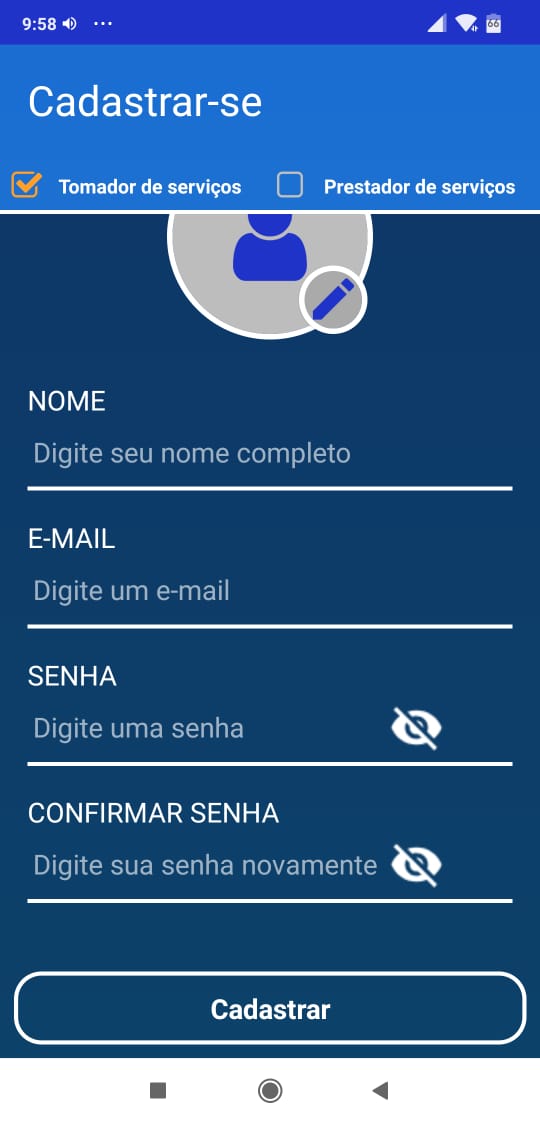 9:58
66
Cadastrar-se
Tomador de serviços Prestador de serviços
NOME
Digite seu nome completo
E-MAIL
Digite um e-mail
SENHA
Digite uma senha
CONFIRMAR SENHA
Digite sua senha novamente
Cadastrar